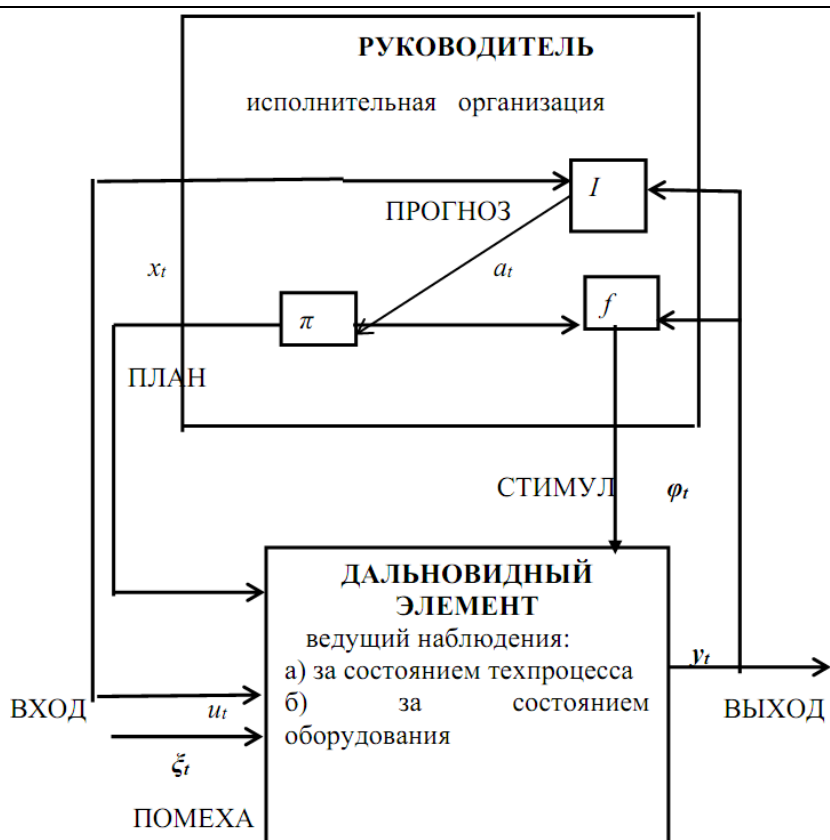 РУКОВОДИТЕЛЬ
исполнительная организация
I
ПРОГНОЗ
xₜ
aₜ
π
f
ПЛАН
СТИМУЛ
φₜ
ДАЛЬНОВИДНЫЙ
ЭЛЕМЕНТ
ведущий наблюдения:
а) за состоянием техпроцесса
б) за состоянием
оборудования
yₜ
ВХОД
uₜ
ВЫХОД
ξₜ
ПОМЕХА